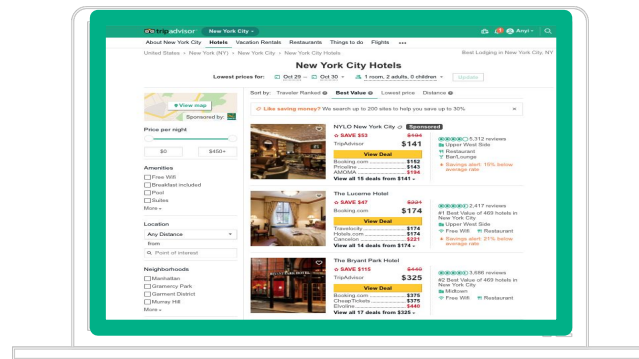 tripadvisor
New York City
Anyi
About New York City Hotels Vacation Rentals Restaurants Things to do Flights •••
United States › New York (NY) › New York City › New York City Hotels
Best Lodging in New York City, NY
New York City Hotels
Lowest prices for: Oct 29 — Oct 30 1 room, 2 adults, 0 children Update
Sort by: Traveler Ranked Best Value Lowest price Distance
View map
Sponsored by:
Like saving money? We search up to 200 sites to help you save up to 30%
Price per night
$0 $450+
Amenities
Free Wifi
Breakfast included
Pool
Suites
More
Location
Any Distance
from
Point of interest
Neighborhoods
Manhattan
Gramercy Park
Garment District
Murray Hill
More
NYLO New York City Sponsored
SAVE $53 $194
TripAdvisor $141
View Deal
Booking.com $152
Priceline $143
AMOMA $194
View all 15 deals from $141
5,312 reviews
Upper West Side
Restaurant
Bar/Lounge
Savings alert: 15% below
average rate
The Lucerne Hotel
SAVE $47 $221
Booking.com $174
View Deal
Travelocity $174
Hotels.com $174
Cancelon $221
View all 14 deals from $174
2,417 reviews
#1 Best Value of 469 hotels in
New York City
Upper West Side
Free Wifi Restaurant
Savings alert: 21% below
average rate
The Bryant Park Hotel
SAVE $115 $440
TripAdvisor $325
View Deal
Booking.com $375
CheapTickets $375
Elvoline $440
View all 17 deals from $325
3,686 reviews
#2 Best Value of 469 hotels in
New York City
Midtown
Free Wifi Restaurant